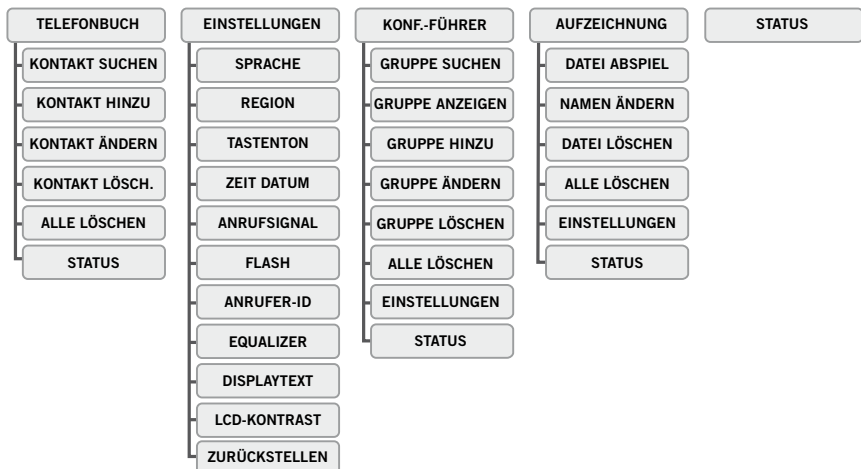 TELEFONBUCH
KONTAKT SUCHEN
KONTAKT HINZU
KONTAKT ÄNDERN
KONTAKT LÖSCH.
ALLE LÖSCHEN
STATUS
EINSTELLUNGEN
SPRACHE
REGION
TASTENTON
ZEIT DATUM
ANRUFSIGNAL
FLASH
ANRUFER-ID
EQUALIZER
DISPLAYTEXT
LCD-KONTRAST
ZURÜCKSTELLEN
KONF.-FÜHRER
GRUPPE SUCHEN
GRUPPE ANZEIGEN
GRUPPE HINZU
GRUPPE ÄNDERN
GRUPPE LÖSCHEN
ALLE LÖSCHEN
EINSTELLUNGEN
STATUS
AUFZEICHNUNG
DATEI ABSPIEL
NAMEN ÄNDERN
DATEI LÖSCHEN
ALLE LÖSCHEN
EINSTELLUNGEN
STATUS
STATUS